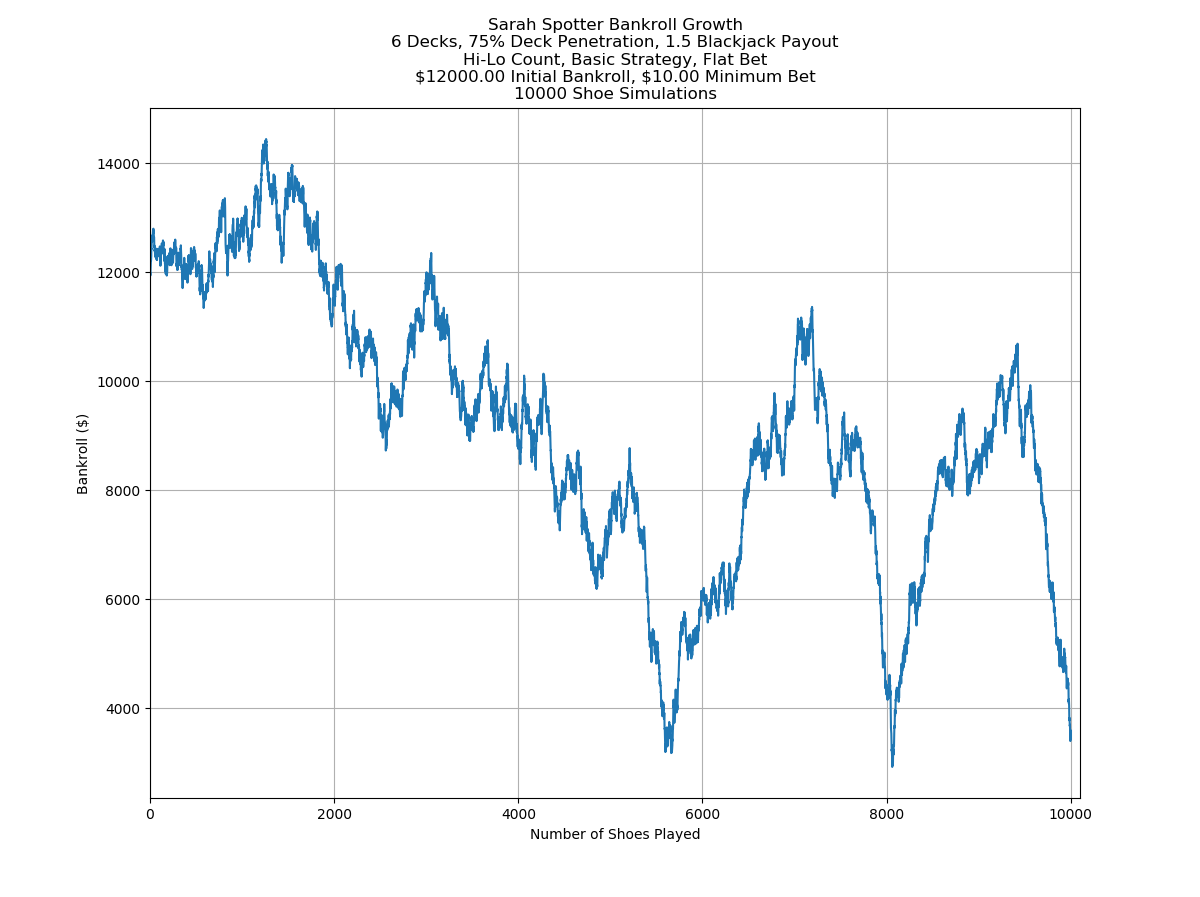 Sarah Spotter Bankroll Growth
6 Decks, 75% Deck Penetration, 1.5 Blackjack Payout
Hi-Lo Count, Basic Strategy, Flat Bet
$12000.00 Initial Bankroll, $10.00 Minimum Bet
10000 Shoe Simulations
14000
12000
10000
8000
6000
4000
Bankroll ($)
0 2000 4000 6000 8000 10000
Number of Shoes Played